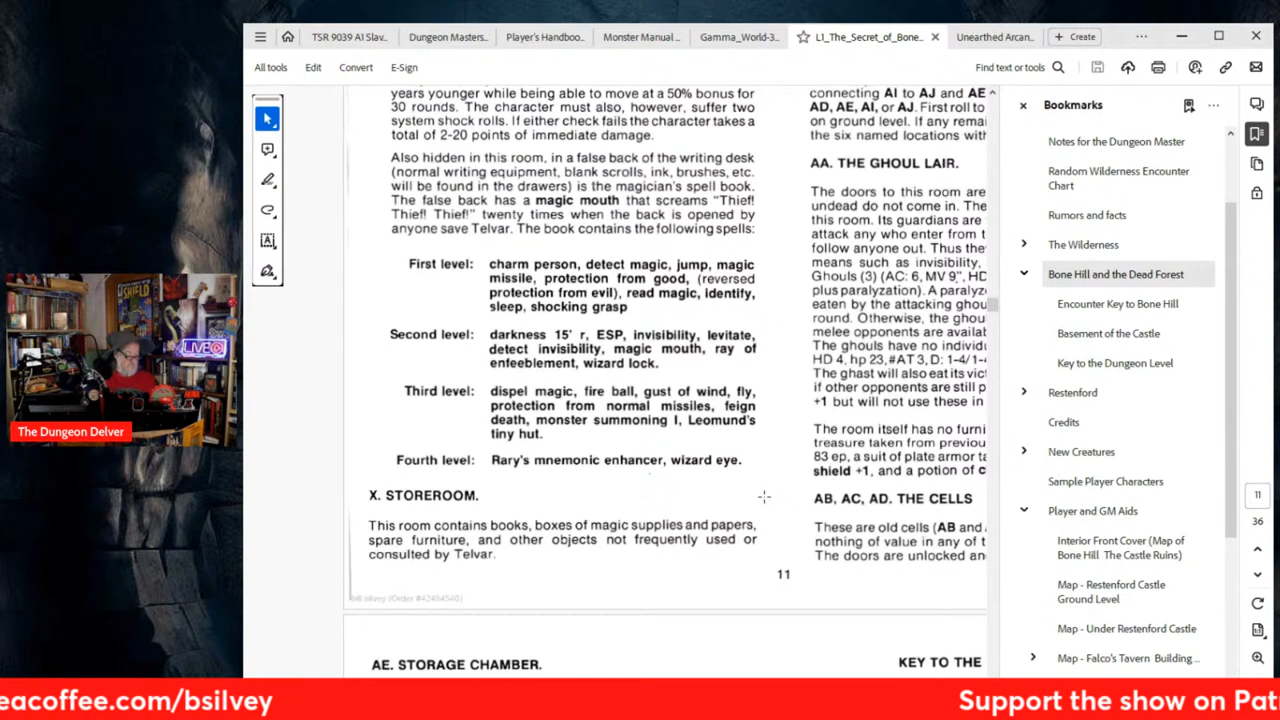 TSR 9039 A1 Slav...
Dungeon Masters...
Player's Handboo...
Monster Manual ...
Gamma_World-3...
L1_The_Secret_of_Bone...
Unearthed Arcan...
Create
All tools
Edit
Convert
E-Sign
Find text or tools
years younger while being able to move at a 50% bonus for
30 rounds. The character must also, however, suffer two
system shock rolls. If either check fails the character takes a
total of 2-20 points of immediate damage.
Also hidden in this room, in a false back of the writing desk
(normal writing equipment, blank scrolls, ink, brushes, etc.
will be found in the drawers) is the magician's spell book.
The false back has a magic mouth that screams "Thief!
Thief! Thief!" twenty times when the back is opened by
anyone save Telvar. The book contains the following spells:
First level: charm person, detect magic, jump, magic
missile, protection from good, (reversed
protection from evil), read magic, identify,
sleep, shocking grasp
Second level: darkness 15' r, ESP, invisibility, levitate,
detect invisibility, magic mouth, ray of
enfeeblement, wizard lock.
Third level: dispel magic, fire ball, gust of wind, fly,
protection from normal missiles, feign
death, monster summoning I, Leomund's
tiny hut.
Fourth level: Rary's mnemonic enhancer, wizard eye.
X. STOREROOM.
This room contains books, boxes of magic supplies and papers,
spare furniture, and other objects not frequently used or
consulted by Telvar.
11
bill silvey (Order #42494540)
AE. STORAGE CHAMBER.
connecting AI to AJ and AE
AD, AE, AI, or AJ. First roll to
on ground level. If any remai
the six named locations with
AA. THE GHOUL LAIR.
The doors to this room are
undead do not come in. The
this room. Its guardians are
attack any who enter from t
follow anyone out. Thus the
means such as invisibility,
Ghouls (3) (AC: 6, MV 9", HD
plus paralyzation). A paralyze
eaten by the attacking ghou
round. Otherwise, the ghou
melee opponents are availab
The ghouls have no individu
HD 4, hp 23, #AT 3, D: 1-4/1-4
The ghast will also eat its vict
if other opponents are still p
+1 but will not use these in
The room itself has no furni
treasure taken from previou
83 ep, a suit of plate armor ta
shield +1, and a potion of c
AB, AC, AD. THE CELLS
These are old cells (AB and
nothing of value in any of t
The doors are unlocked and
KEY TO THE
Bookmarks
Notes for the Dungeon Master
Random Wilderness Encounter
Chart
Rumors and facts
The Wilderness
Bone Hill and the Dead Forest
Encounter Key to Bone Hill
Basement of the Castle
Key to the Dungeon Level
Restenford
Credits
New Creatures
Sample Player Characters
Player and GM Aids
Interior Front Cover (Map of
Bone Hill The Castle Ruins)
Map - Restenford Castle
Ground Level
Map - Under Restenford Castle
Map - Falco's Tavern Building ...
11
36
SHIELD
LIVE
The Dungeon Delver
eacoffee.com/bsilvey
Support the show on Pat